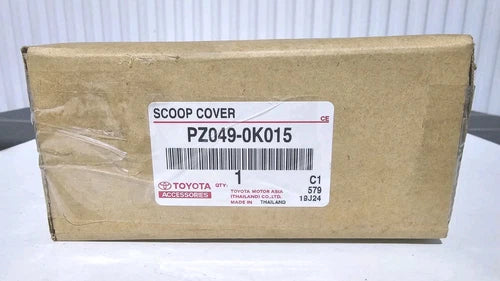 SCOOP COVER
CE
PZ049-0K015
1
TOYOTA
ACCESSORIES
QTY:
TOYOTA MOTOR ASIA
(THAILAND) CO.,LTD.
MADE IN THAILAND
C1
579
19J24